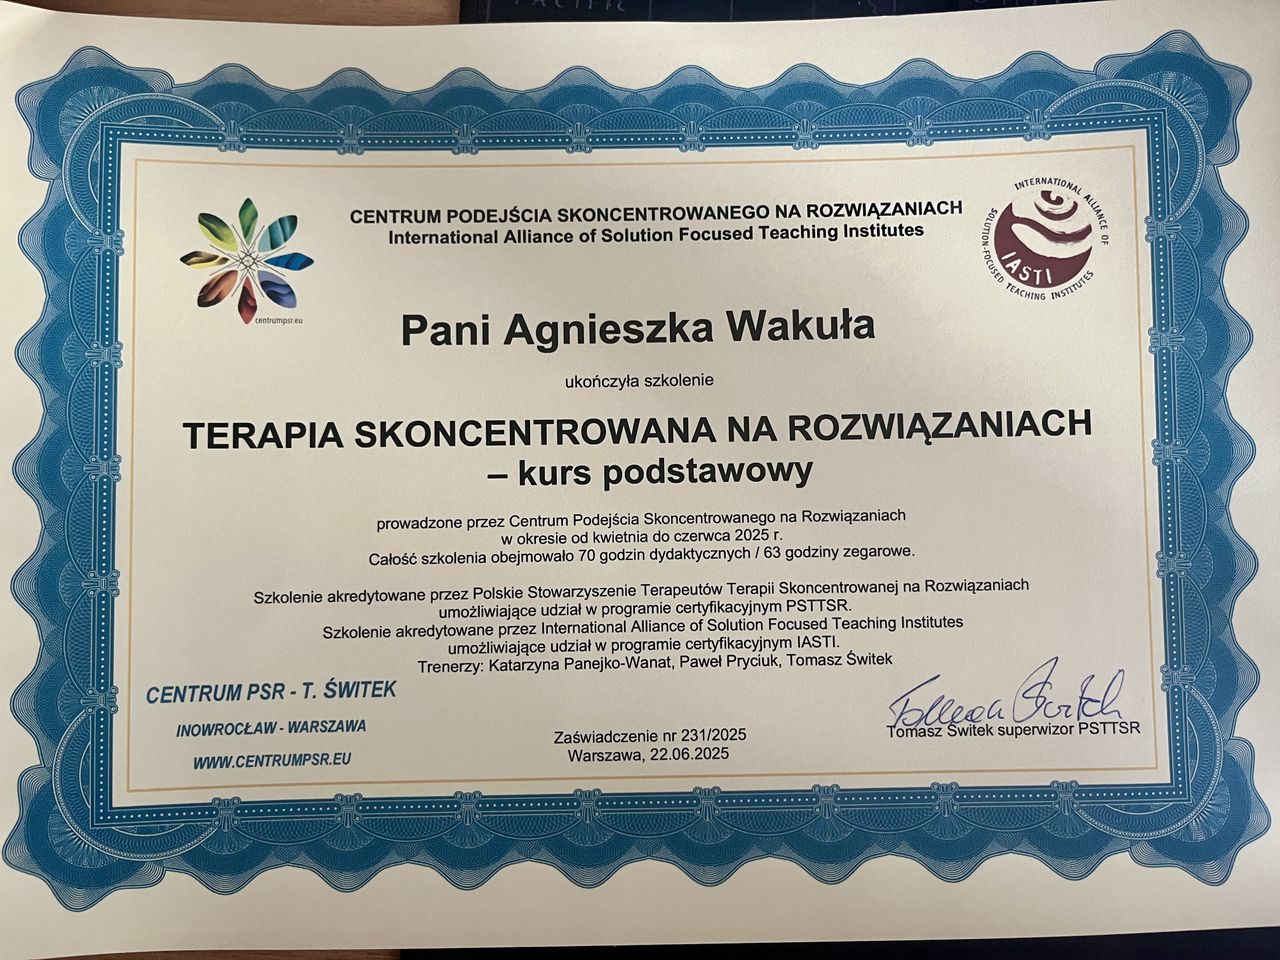 CENTRUM PODEJŚCIA SKONCENTROWANEGO NA ROZWIĄZANIACH
International Alliance of Solution Focused Teaching Institutes
centrumpsr.eu
INTERNATIONAL ALLIANCE OF SOLUTION-FOCUSED TEACHING INSTITUTES
IASTI
Pani Agnieszka Wakuła
ukończyła szkolenie
TERAPIA SKONCENTROWANA NA ROZWIĄZANIACH
– kurs podstawowy
prowadzone przez Centrum Podejścia Skoncentrowanego na Rozwiązaniach
w okresie od kwietnia do czerwca 2025 r.
Całość szkolenia obejmowało 70 godzin dydaktycznych / 63 godziny zegarowe.
Szkolenie akredytowane przez Polskie Stowarzyszenie Terapeutów Terapii Skoncentrowanej na Rozwiązaniach
umożliwiające udział w programie certyfikacyjnym PSTTSR.
Szkolenie akredytowane przez International Alliance of Solution Focused Teaching Institutes
umożliwiające udział w programie certyfikacyjnym IASTI.
Trenerzy: Katarzyna Panejko-Wanat, Paweł Pryciuk, Tomasz Świtek
CENTRUM PSR - T. ŚWITEK
INOWROCŁAW - WARSZAWA
WWW.CENTRUMPSR.EU
Zaświadczenie nr 231/2025
Warszawa, 22.06.2025
Tomasz Świtek superwizor PSTTSR